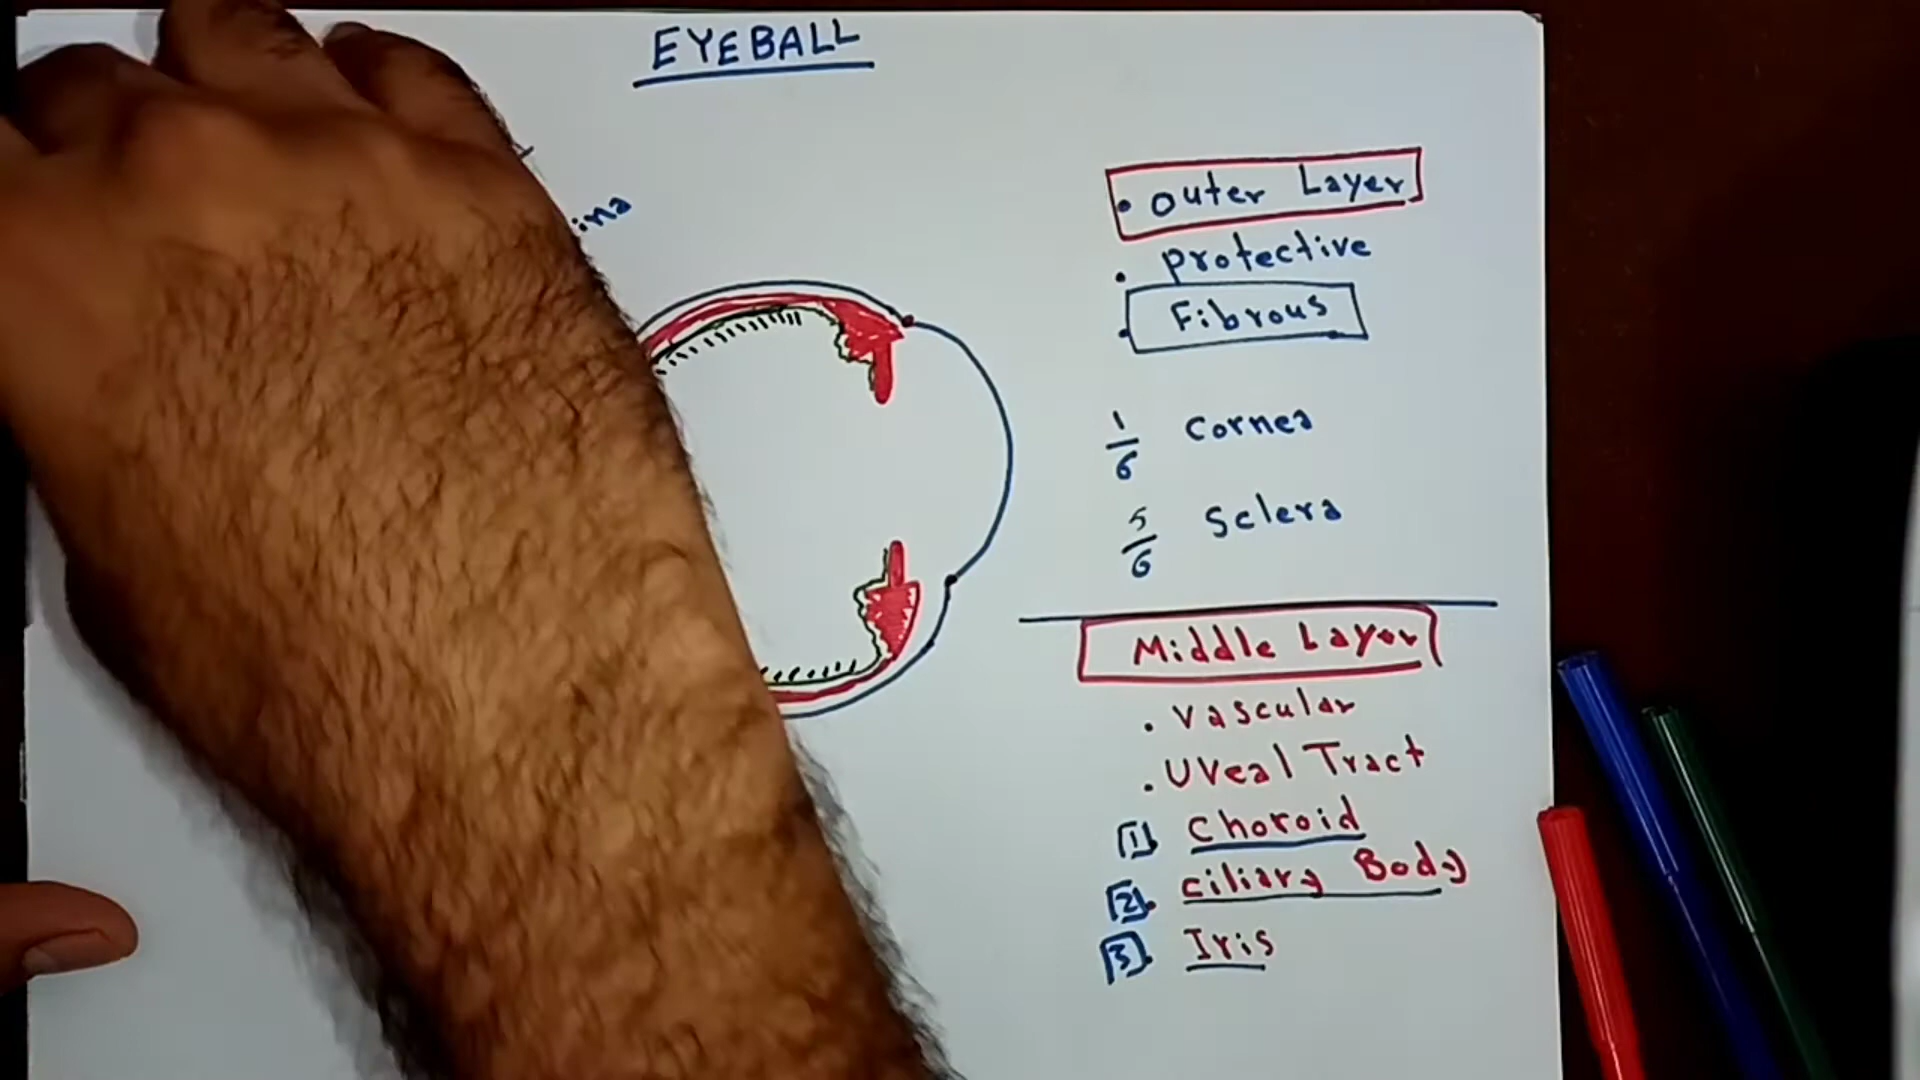 EYEBALL
• Outer Layer
• Protective
• Fibrous
1/6 Cornea
5/6 Sclera
Middle Layer
• Vascular
• Uveal Tract
1. Choroid
2. Ciliary Body
3. Iris